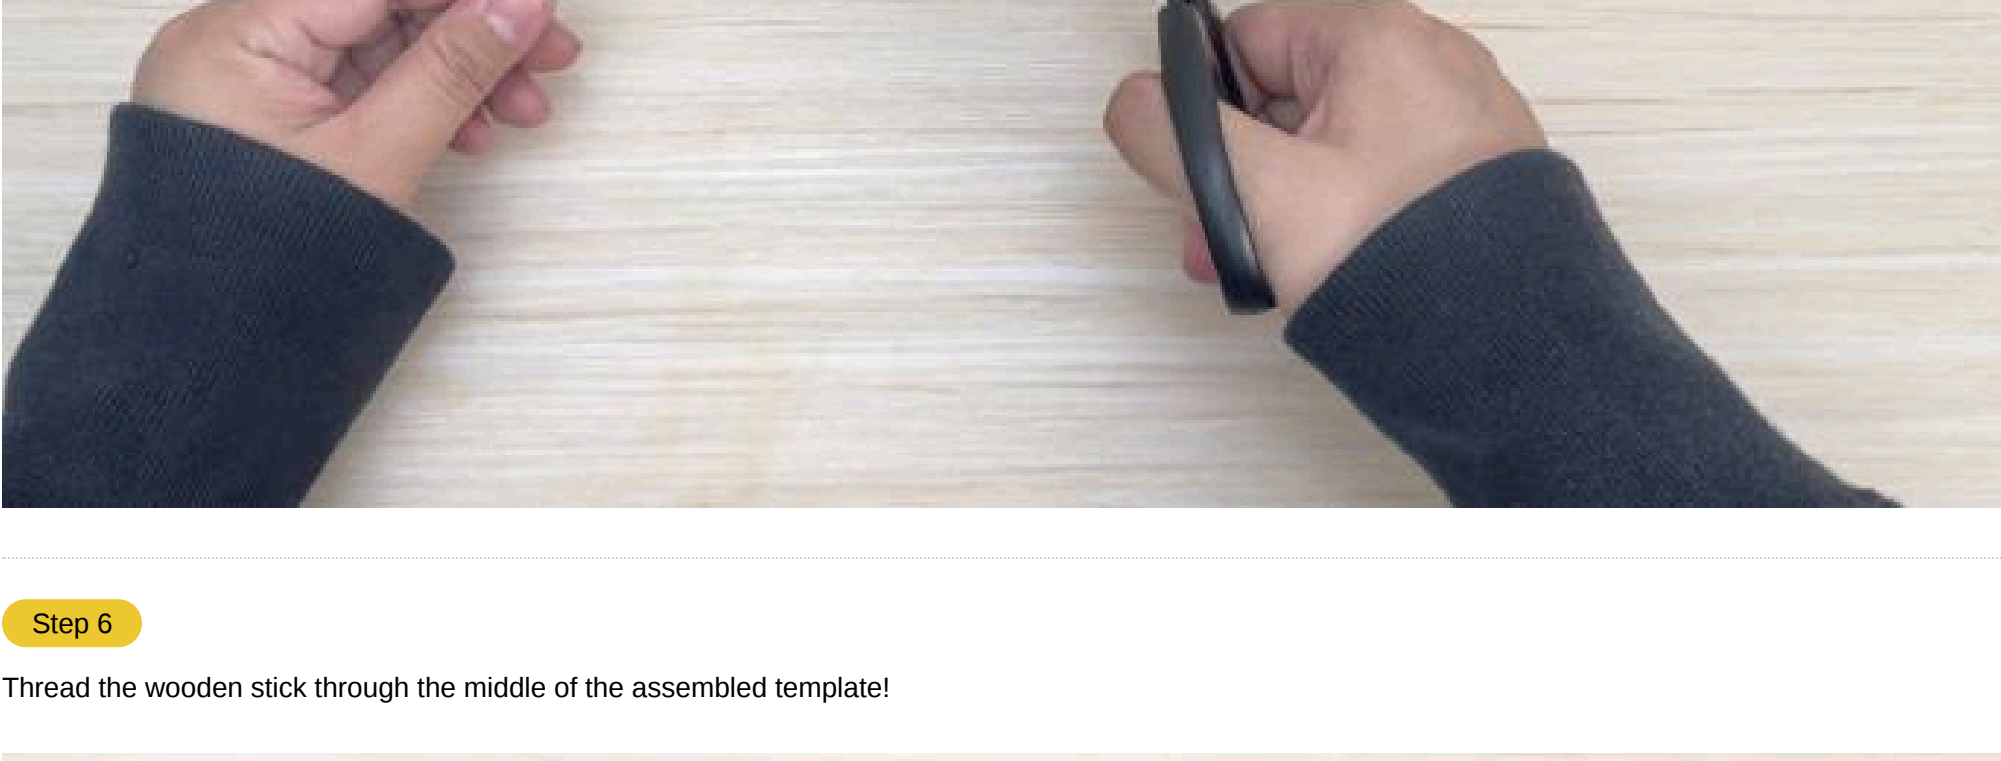 Step 6
Thread the wooden stick through the middle of the assembled template!